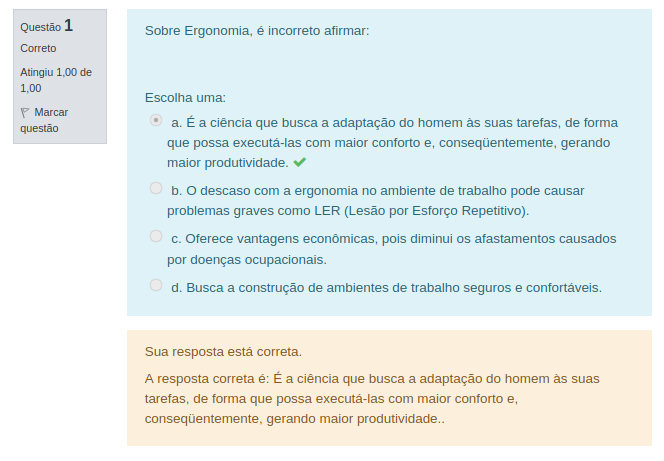 Questão 1
Correto
Atingiu 1,00 de
1,00
Marcar
questão
Sobre Ergonomia, é incorreto afirmar:
Escolha uma:
a. É a ciência que busca a adaptação do homem às suas tarefas, de forma
que possa executá-las com maior conforto e, conseqüentemente, gerando
maior produtividade.
b. O descaso com a ergonomia no ambiente de trabalho pode causar
problemas graves como LER (Lesão por Esforço Repetitivo).
c. Oferece vantagens econômicas, pois diminui os afastamentos causados
por doenças ocupacionais.
d. Busca a construção de ambientes de trabalho seguros e confortáveis.
Sua resposta está correta.
A resposta correta é: É a ciência que busca a adaptação do homem às suas
tarefas, de forma que possa executá-las com maior conforto e,
conseqüentemente, gerando maior produtividade..